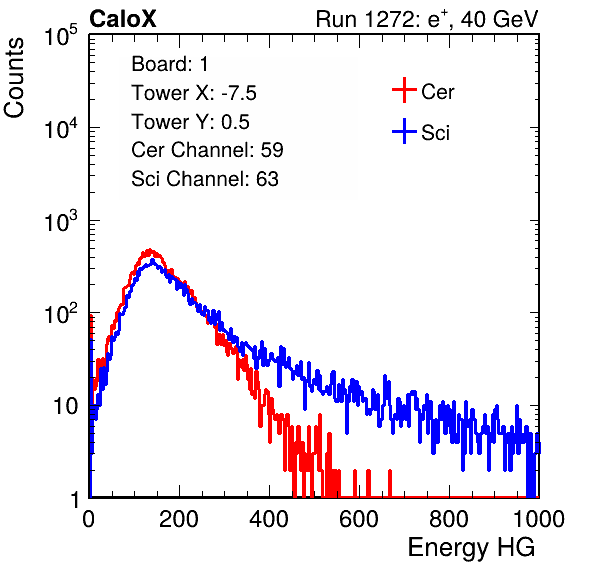 CaloX Run 1272: e⁺, 40 GeV
Counts
10⁵
10⁴
10³
10²
10
1
Board: 1
Tower X: -7.5
Tower Y: 0.5
Cer Channel: 59
Sci Channel: 63
Cer
Sci
0 200 400 600 800 1000
Energy HG